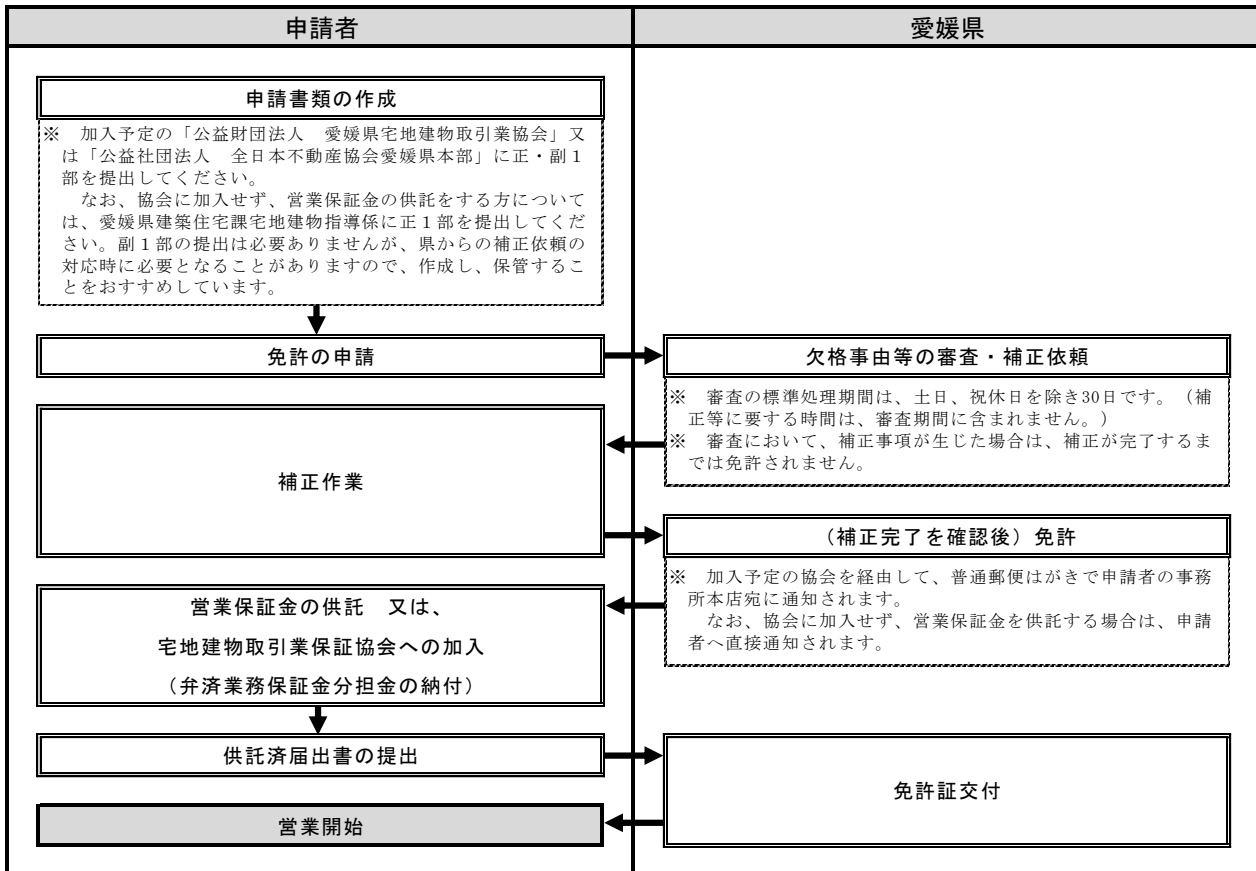 申請者
愛媛県
申請書類の作成
※　加入予定の「公益財団法人　愛媛県宅地建物取引業協会」又
は「公益社団法人　全日本不動産協会愛媛県本部」に正・副１
部を提出してください。
なお、協会に加入せず、営業保証金の供託をする方について
は、愛媛県建築住宅課宅地建物指導係に正１部を提出してくだ
さい。副１部の提出は必要ありませんが、県からの補正依頼の
対応時に必要となることがありますので、作成し、保管するこ
とをおすすめしています。
免許の申請
欠格事由等の審査・補正依頼
※　審査の標準処理期間は、土日、祝休日を除き30日です。（補
正等に要する時間は、審査期間に含まれません。）
※　審査において、補正事項が生じた場合は、補正が完了するま
では免許されません。
補正作業
（補正完了を確認後）免許
※　加入予定の協会を経由して、普通郵便はがきで申請者の事務
所本店宛に通知されます。
なお、協会に加入せず、営業保証金を供託する場合は、申請
者へ直接通知されます。
営業保証金の供託　又は、
宅地建物取引業保証協会への加入
（弁済業務保証金分担金の納付）
供託済届出書の提出
免許証交付
営業開始